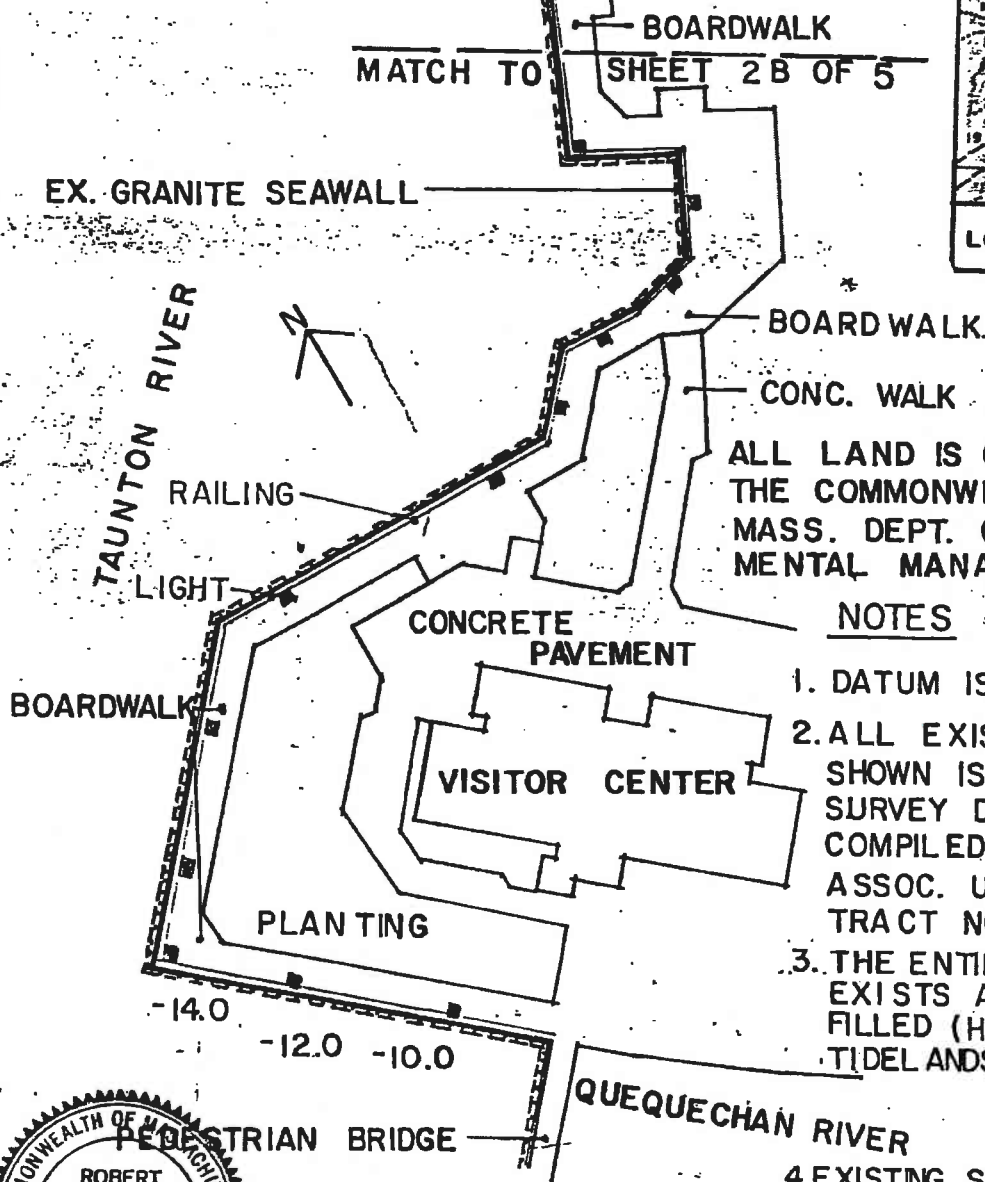 BOARDWALK
MATCH TO SHEET 2B OF 5
EX. GRANITE SEAWALL
TAUNTON RIVER
N
BOARDWALK
CONC. WALK
RAILING
LIGHT
ALL LAND IS
THE COMMONW
MASS. DEPT.
MENTAL MANA
NOTES
CONCRETE
PAVEMENT
BOARDWALK
VISITOR CENTER
PLANTING
1. DATUM IS
2. ALL EXIS
SHOWN IS
SURVEY D
COMPILED
ASSOC. U
TRACT N
3. THE ENTI
EXISTS A
FILLED (H
TIDELANDS
-14.0
-12.0 -10.0
QUEQUECHAN RIVER
PEDESTRIAN BRIDGE
ROBERT
4 EXISTING S